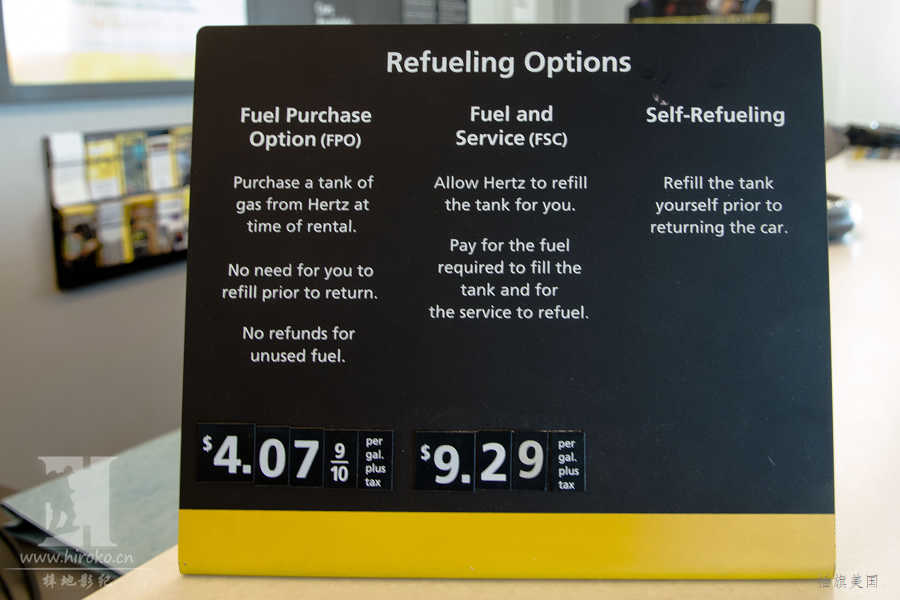 Refueling Options
Fuel Purchase
Option (FPO)
Purchase a tank of
gas from Hertz at
time of rental.
No need for you to
refill prior to return.
No refunds for
unused fuel.
$4.07 9/10 per gal. plus tax
Fuel and
Service (FSC)
Allow Hertz to refill
the tank for you.
Pay for the fuel
required to fill the
tank and for
the service to refuel.
$9.29 per gal. plus tax
Self-Refueling
Refill the tank
yourself prior to
returning the car.
www.hiroko.cn